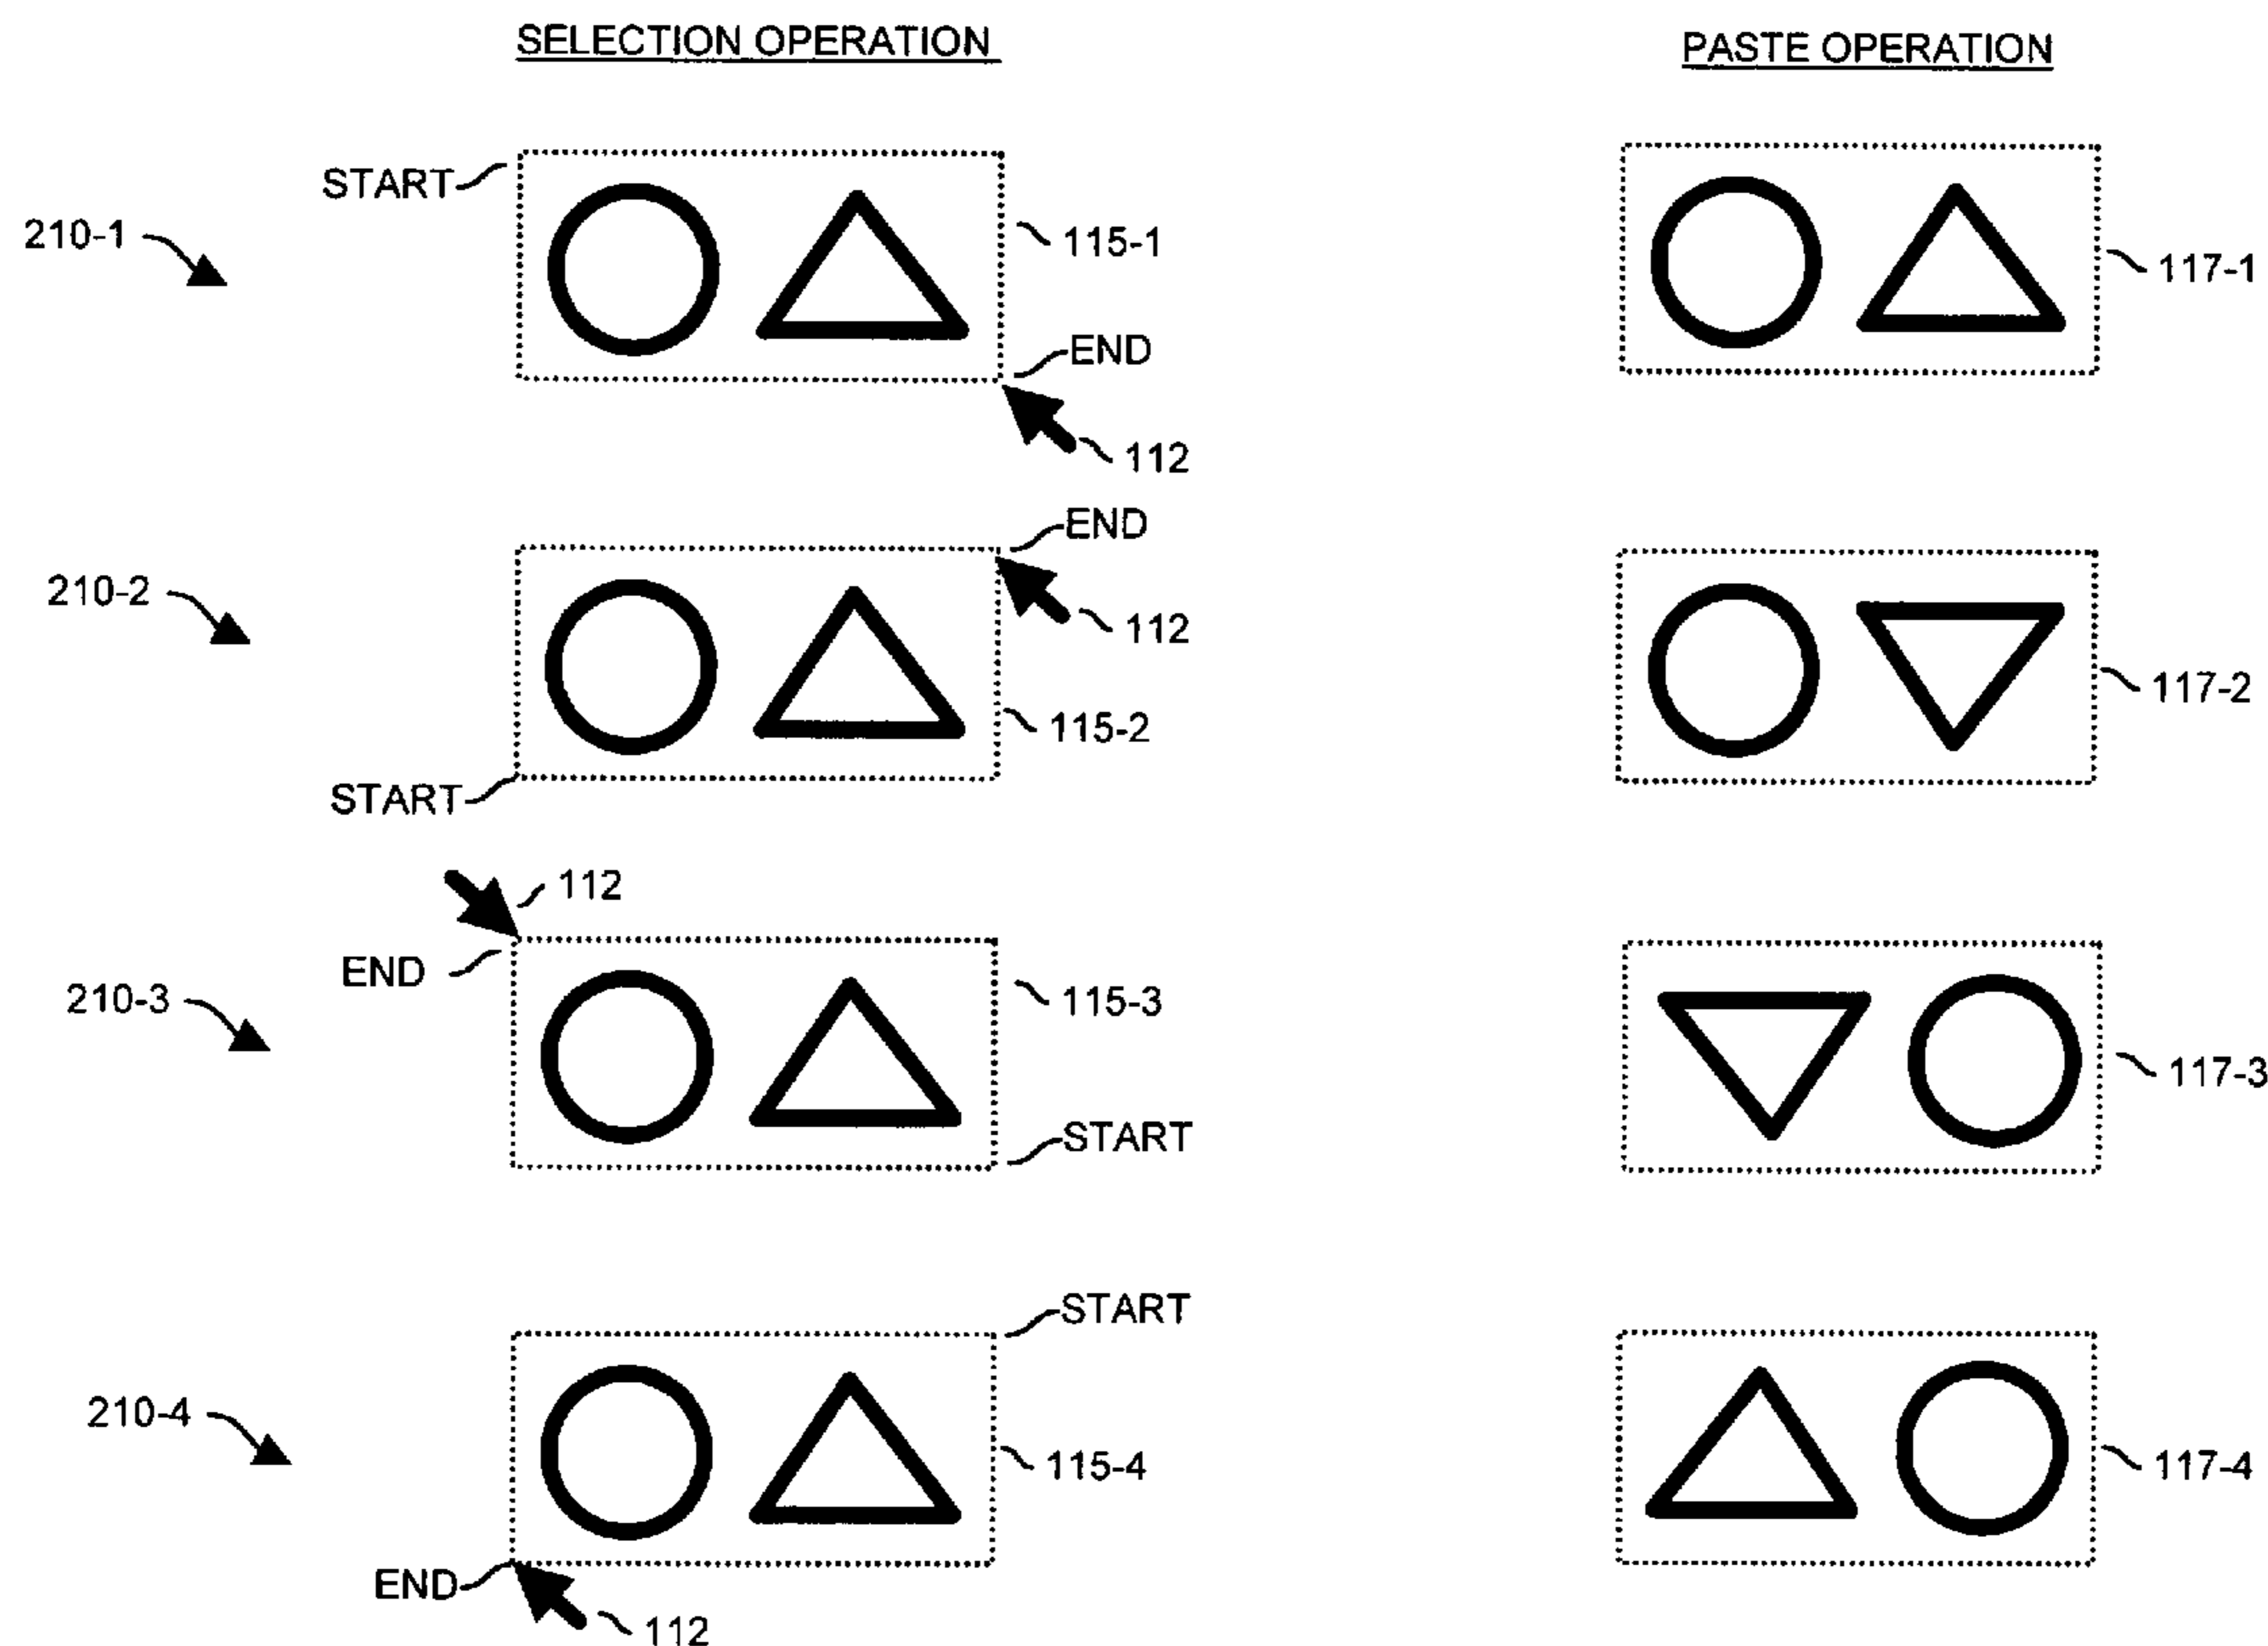 SELECTION OPERATION
PASTE OPERATION
START
210-1
115-1
117-1
END
112
END
210-2
112
117-2
115-2
START
112
END
210-3
115-3
117-3
START
START
210-4
115-4
117-4
END
112